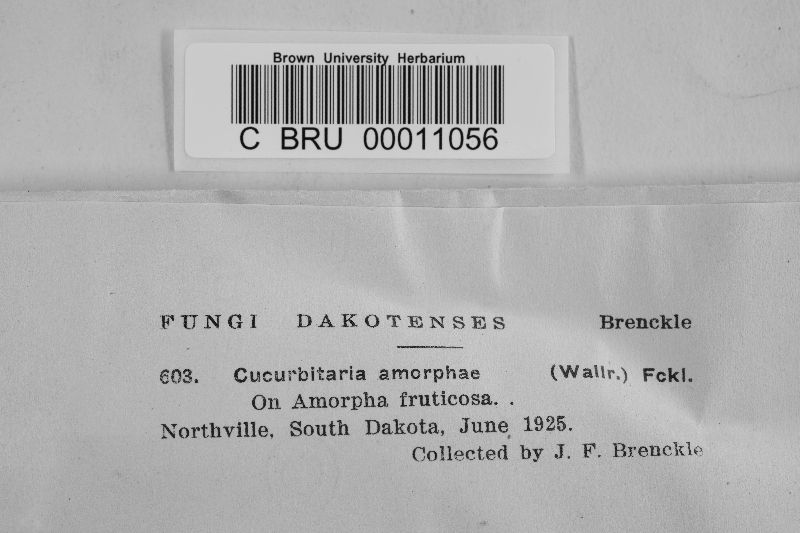 Brown University Herbarium
C BRU 00011056
FUNGI DAKOTENSES Brenckle
603. Cucurbitaria amorphae (Wallr.) Fckl.
On Amorpha fruticosa. .
Northville, South Dakota, June, 1925.
Collected by J. F. Brenckle